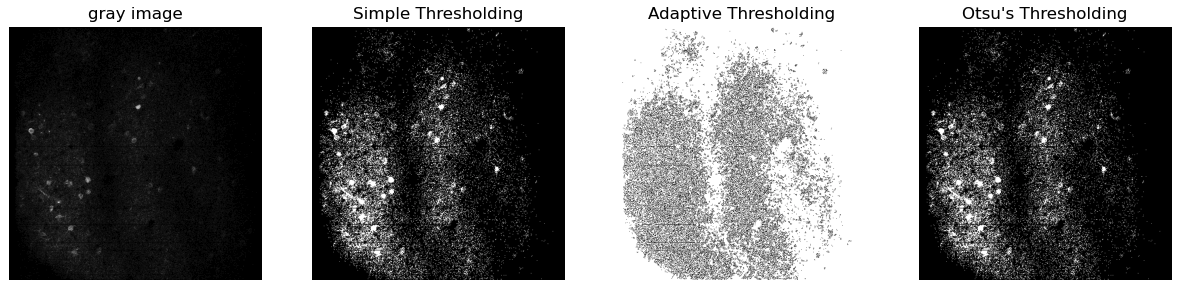 gray image
Simple Thresholding
Adaptive Thresholding
Otsu's Thresholding